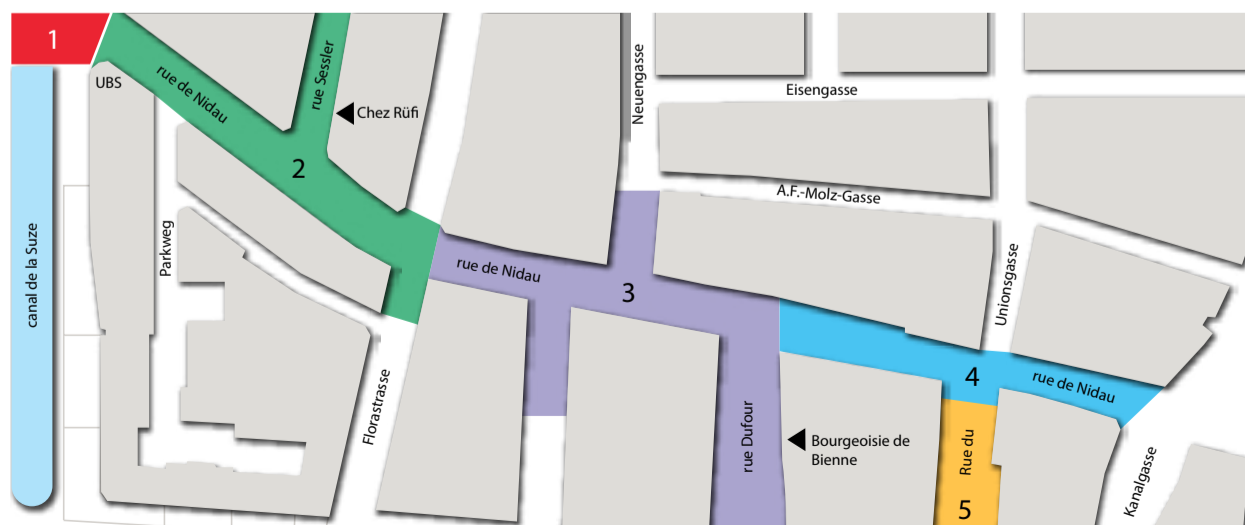 1
UBS
rue de Nidau
rue Sessler
Chez Rüfi
2
Neuengasse
Eisengasse
A.F.-Molz-Gasse
canal de la Suze
Parkweg
rue de Nidau
3
Unionsgasse
Florastrasse
rue Dufour
Bourgeoisie de
Bienne
4
rue de Nidau
Rue du
5
Kanalgasse